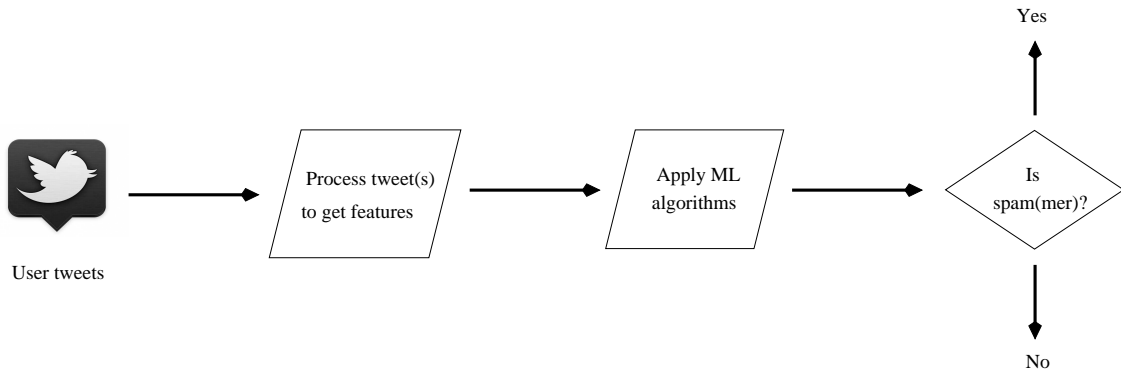 User tweets
Process tweet(s)
to get features
Apply ML
algorithms
Is
spam(mer)?
Yes
No